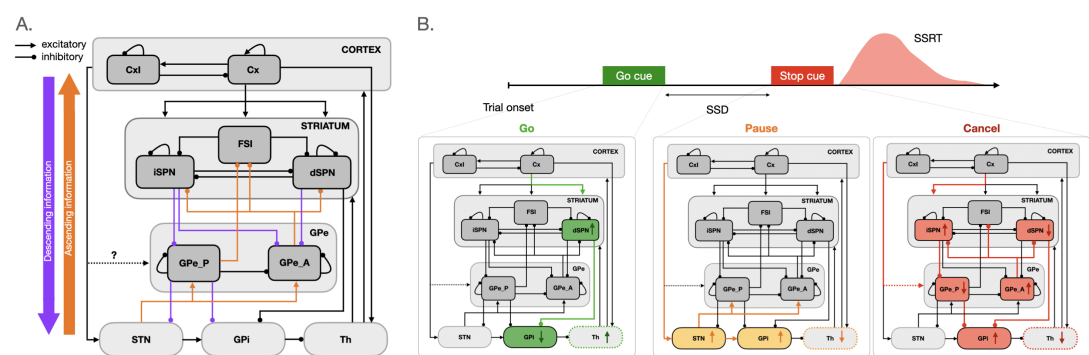 A.
excitatory
inhibitory
CORTEX
CxI
Cx
STRIATUM
FSI
iSPN
dSPN
GPe
GPe_P
GPe_A
?
STN
GPi
Th
Descending information
Ascending information
B.
SSRT
Go cue
Stop cue
Trial onset
SSD
Go
CORTEX
CxI
Cx
STRIATUM
FSI
iSPN
dSPN
GPe
GPe_P
GPe_A
STN
GPi
Th
Pause
CORTEX
CxI
Cx
STRIATUM
FSI
iSPN
dSPN
GPe
GPe_P
GPe_A
STN
GPi
Th
Cancel
CORTEX
CxI
Cx
STRIATUM
FSI
iSPN
dSPN
GPe
GPe_P
GPe_A
STN
GPi
Th